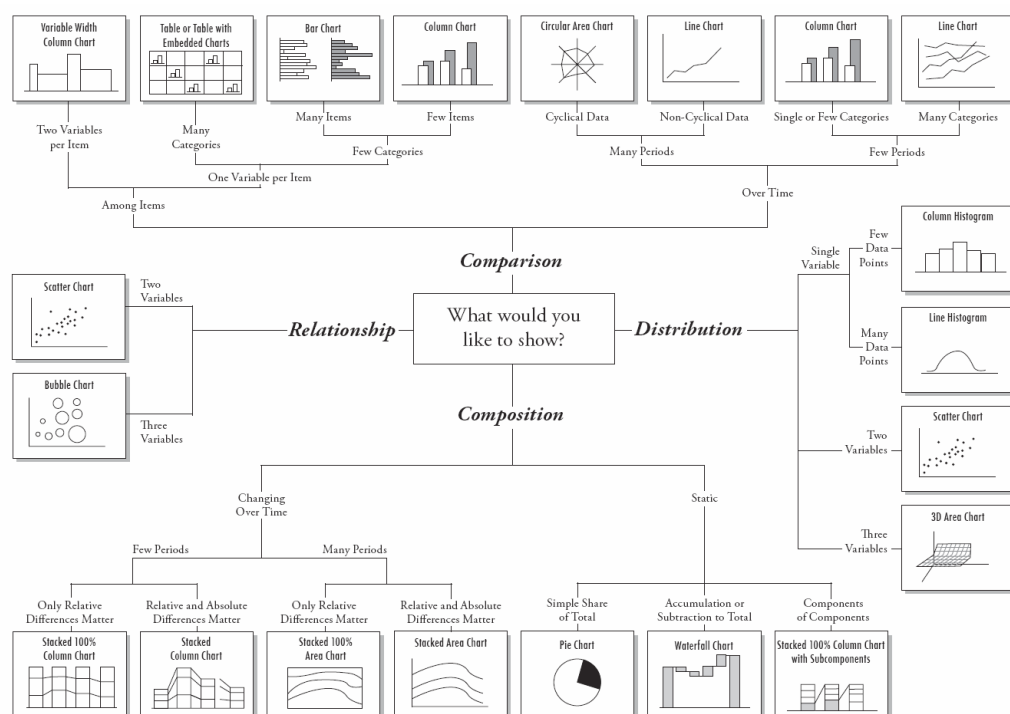 Variable Width
Column Chart
Table or Table with
Embedded Charts
Bar Chart
Column Chart
Circular Area Chart
Line Chart
Column Chart
Line Chart
Two Variables
per Item
Many
Categories
Many Items
Few Items
Cyclical Data
Non-Cyclical Data
Single or Few Categories
Many Categories
Few Categories
Many Periods
Few Periods
One Variable per Item
Among Items
Over Time
Comparison
What would you
like to show?
Relationship
Two
Variables
Scatter Chart
Three
Variables
Bubble Chart
Distribution
Single
Variable
Few
Data
Points
Column Histogram
Many
Data
Points
Line Histogram
Two
Variables
Scatter Chart
Three
Variables
3D Area Chart
Composition
Changing
Over Time
Static
Few Periods
Many Periods
Only Relative
Differences Matter
Relative and Absolute
Differences Matter
Only Relative
Differences Matter
Relative and Absolute
Differences Matter
Simple Share
of Total
Accumulation or
Subtraction to Total
Components
of Components
Stacked 100%
Column Chart
Stacked
Column Chart
Stacked 100%
Area Chart
Stacked Area Chart
Pie Chart
Waterfall Chart
Stacked 100% Column Chart
with Subcomponents